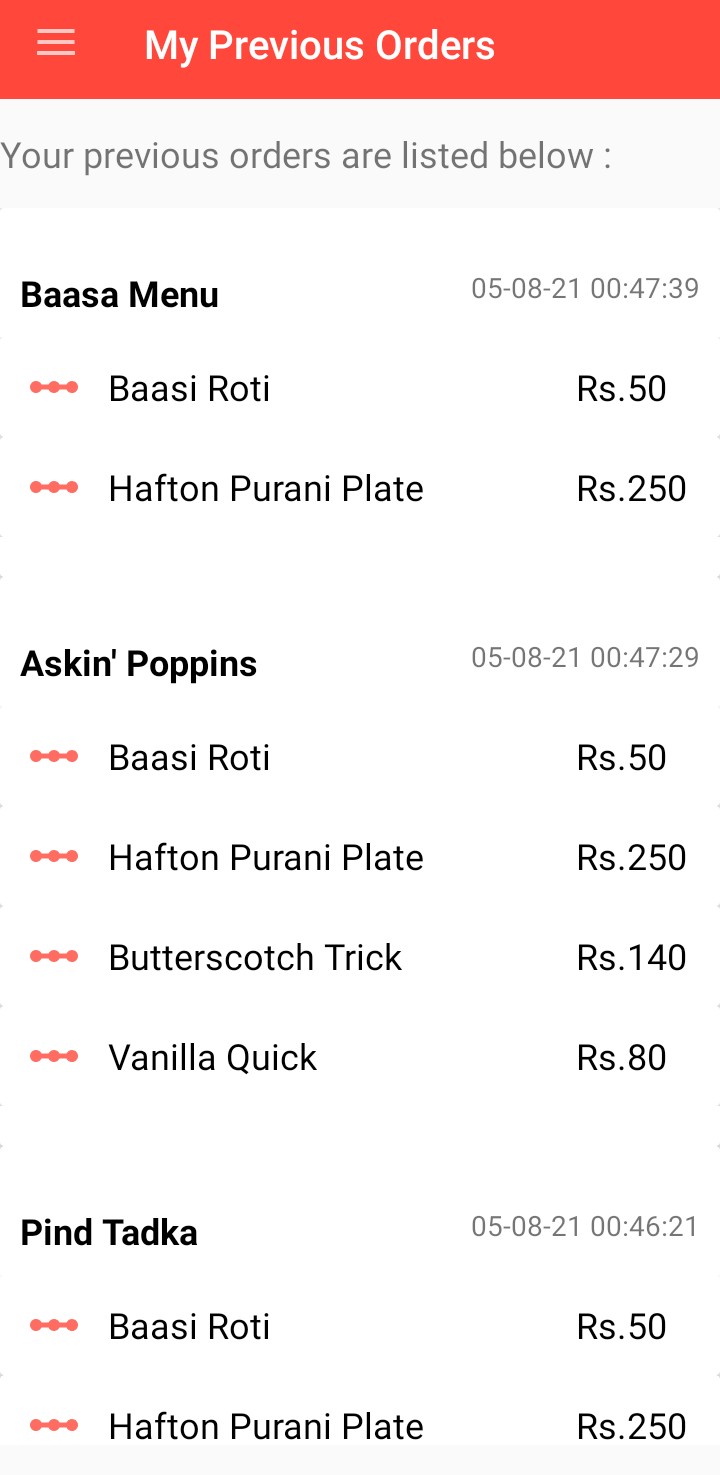 My Previous Orders
Your previous orders are listed below :
Baasa Menu 05-08-21 00:47:39
Baasi Roti Rs.50
Hafton Purani Plate Rs.250
Askin' Poppins 05-08-21 00:47:29
Baasi Roti Rs.50
Hafton Purani Plate Rs.250
Butterscotch Trick Rs.140
Vanilla Quick Rs.80
Pind Tadka 05-08-21 00:46:21
Baasi Roti Rs.50
Hafton Purani Plate Rs.250